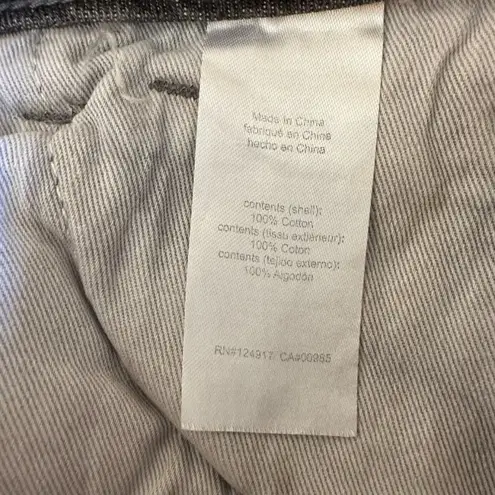 Made in China
fabriqué en Chine
hecho en China
contents (shell):
100% Cotton
contents (tissu extérieur):
100% Coton
contents (tejido externo):
100% Algodón
RN#124917 CA#00985